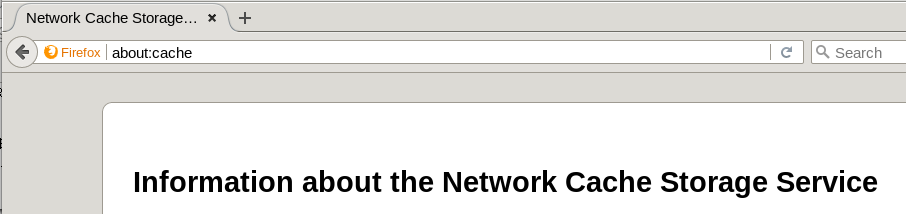 Network Cache Storage...
Firefox about:cache Search
Information about the Network Cache Storage Service